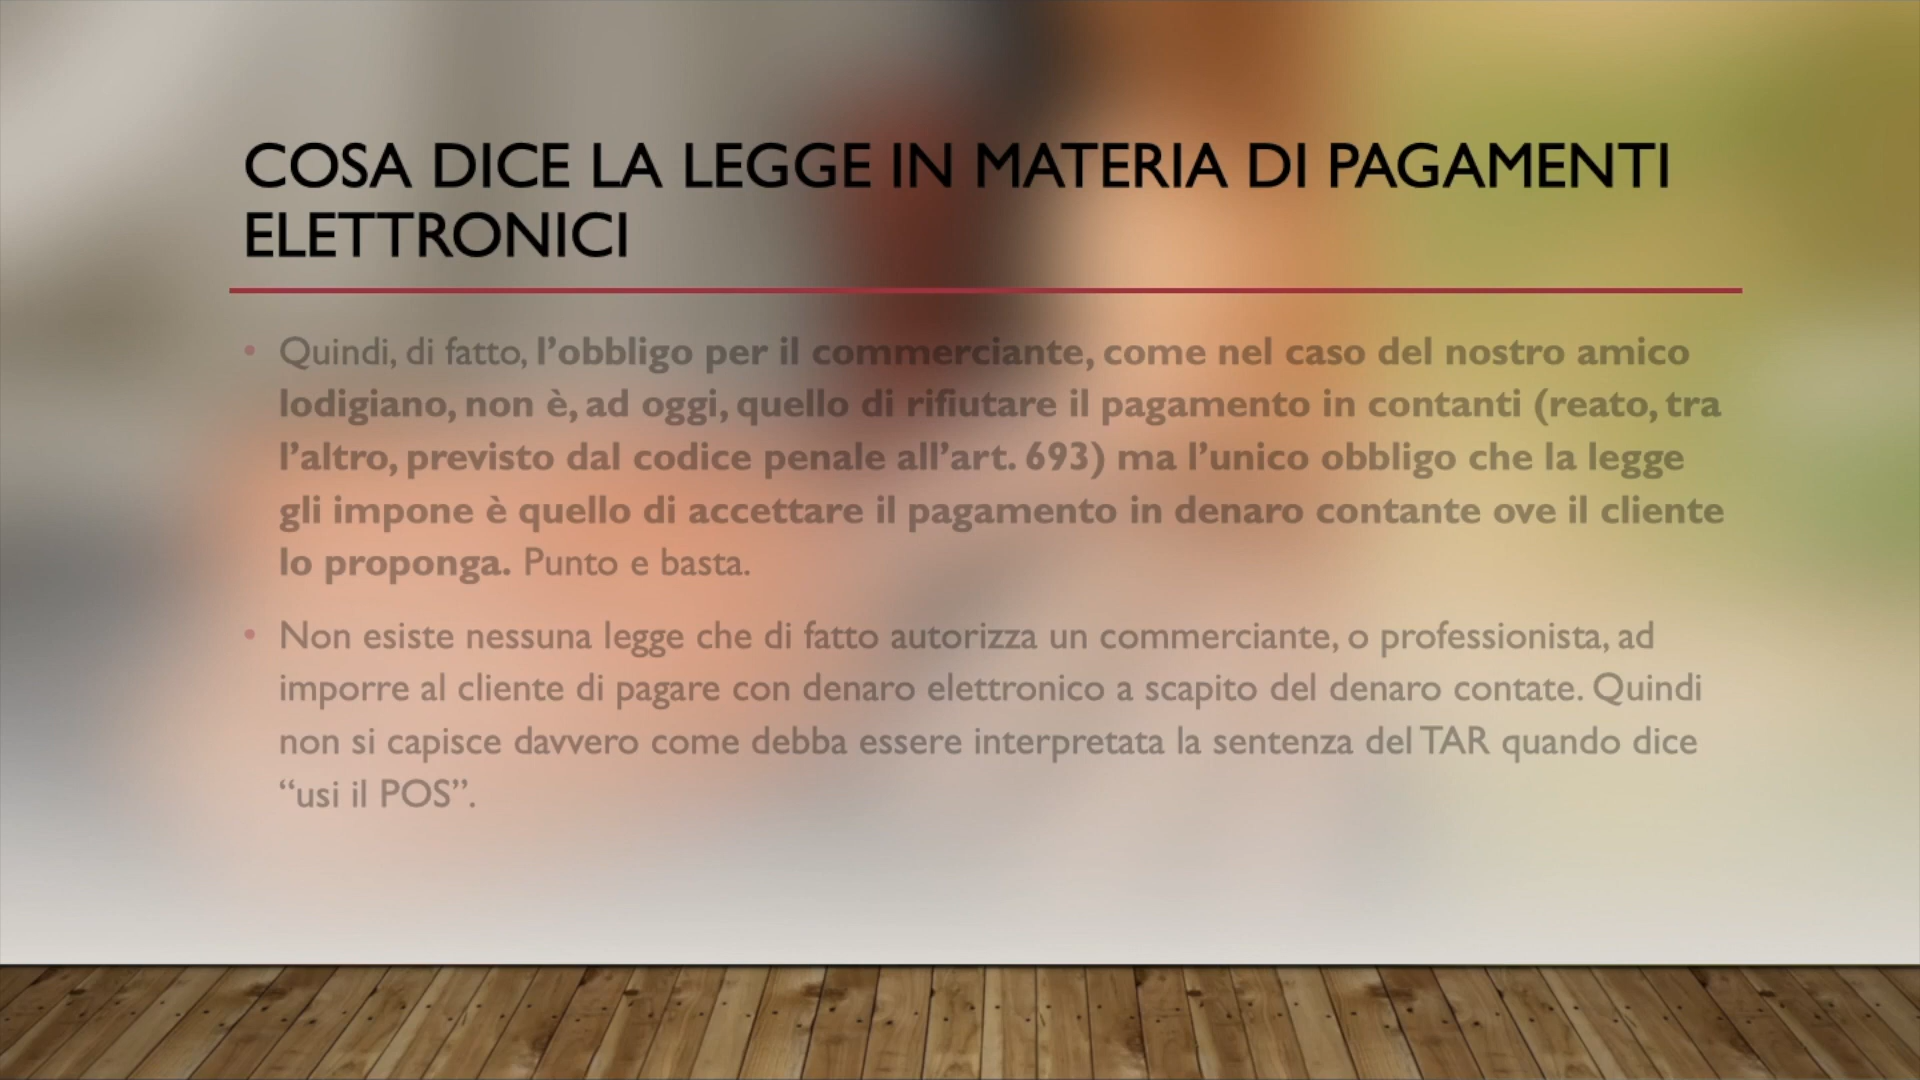 COSA DICE LA LEGGE IN MATERIA DI PAGAMENTI
ELETTRONICI
• Quindi, di fatto, l’obbligo per il commerciante, come nel caso del nostro amico
lodigiano, non è, ad oggi, quello di rifiutare il pagamento in contanti (reato, tra
l’altro, previsto dal codice penale all’art. 693) ma l’unico obbligo che la legge
gli impone è quello di accettare il pagamento in denaro contante ove il cliente
lo proponga. Punto e basta.
• Non esiste nessuna legge che di fatto autorizza un commerciante, o professionista, ad
imporre al cliente di pagare con denaro elettronico a scapito del denaro contate. Quindi
non si capisce davvero come debba essere interpretata la sentenza del TAR quando dice
“usi il POS”.